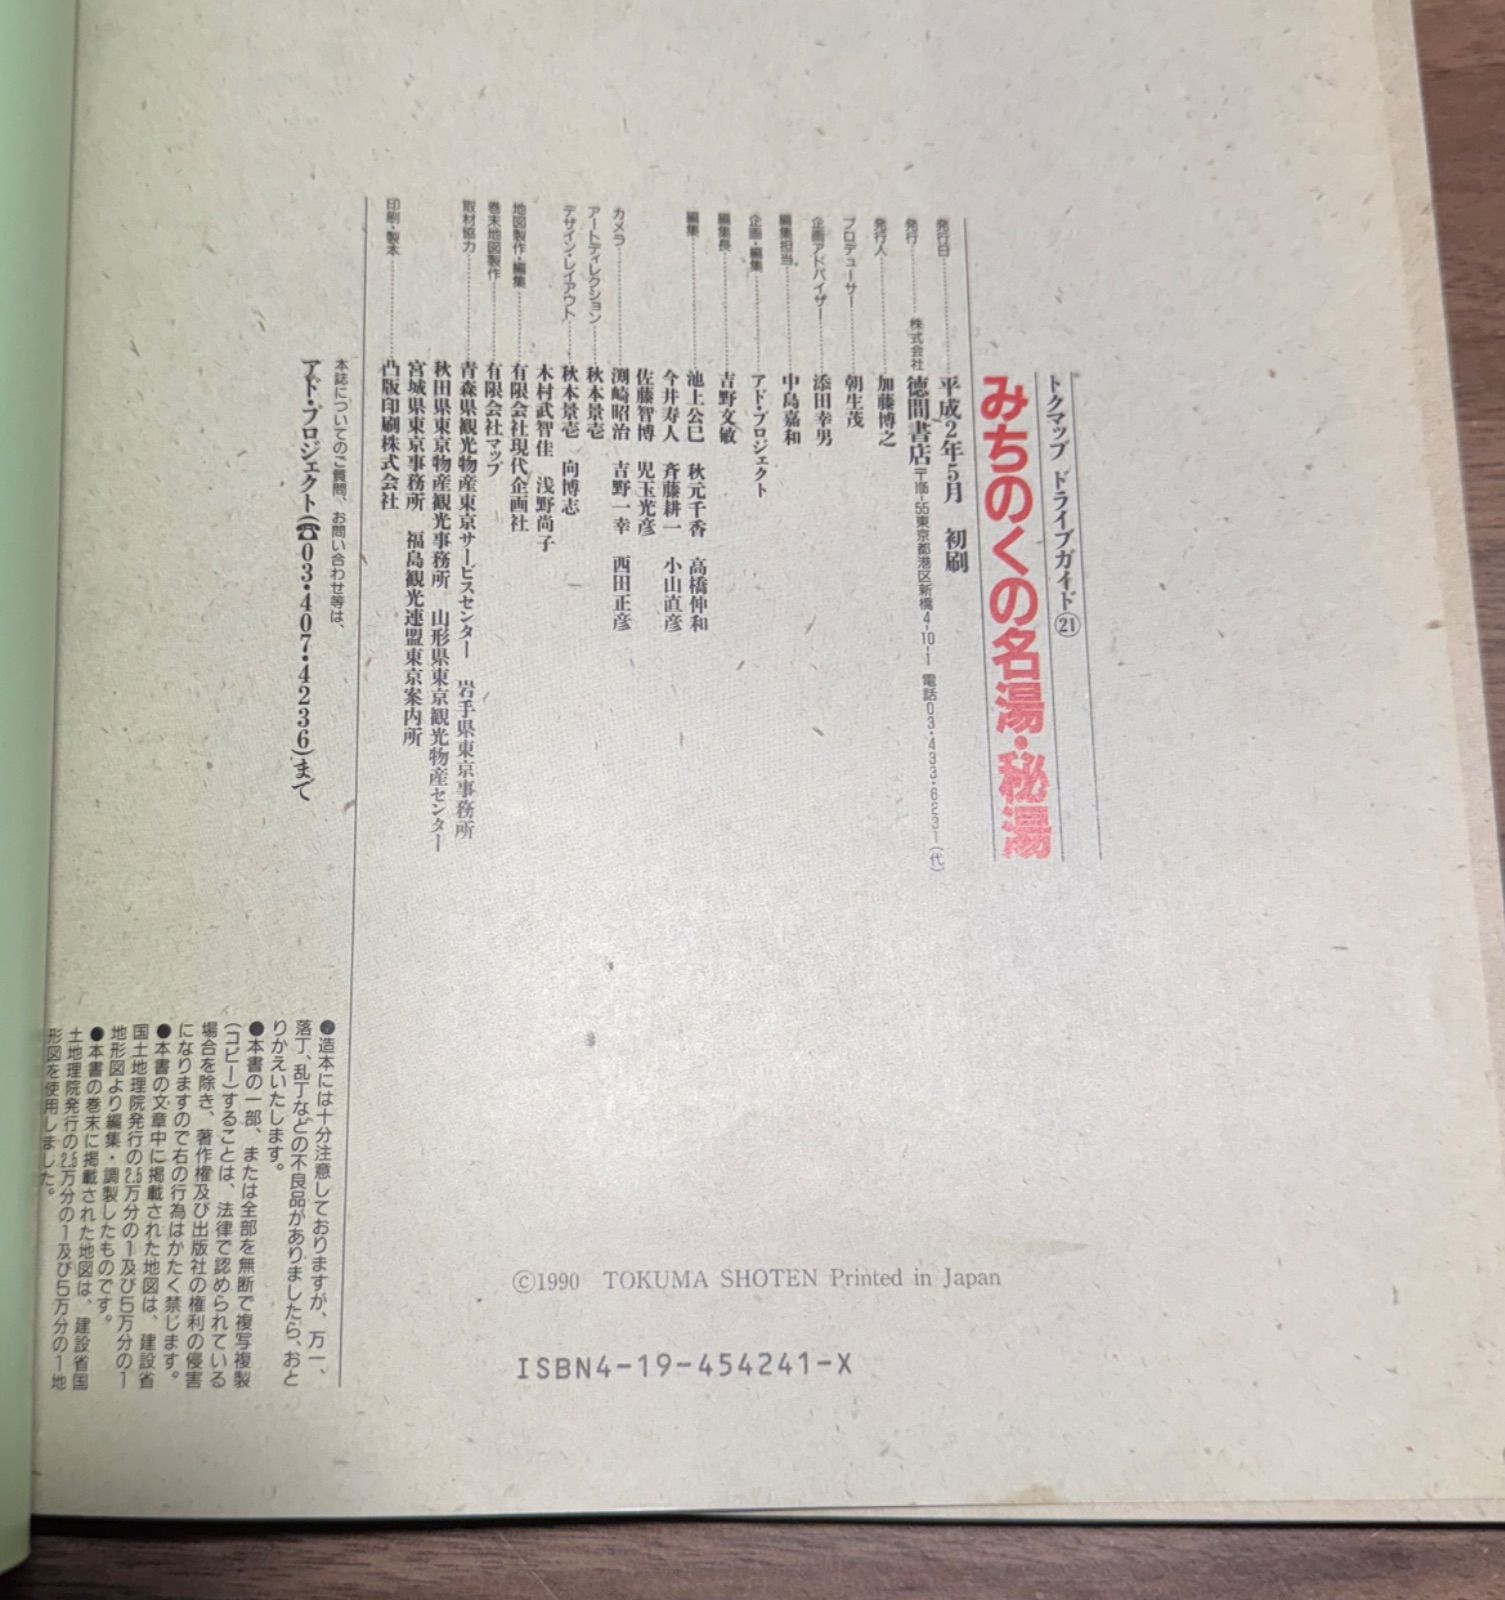 トクマップ ドライブガイド㉑
みちのくの名湯・秘湯
発行日 平成2年5月　初刷
発行 株式会社 徳間書店 〒105-55 東京都港区新橋4-10-1 電話03・433・6231(代)
発行人 加藤博之
プロデューサー 朝生茂
企画アドバイザー 添田幸男
編集担当 中島嘉和
企画・編集 アド・プロジェクト
編集長 吉野文敏
編集 池上公巳　秋元千香　高橋伸和
今井寿人　斉藤耕一　小山直彦
佐藤智博　児玉光彦
カメラ 渕崎昭治　吉野一幸　西田正彦
アートディレクション 秋本景壱
デザイン・レイアウト 秋本景壱　向博志
木村武智佳　浅野尚子
地図製作・編集 有限会社現代企画社
巻末地図製作 有限会社マップ
取材協力 青森県観光物産東京サービスセンター　岩手県東京事務所
秋田県東京物産観光事務所　山形県東京観光物産センター
宮城県東京事務所　福島観光連盟東京案内所
印刷・製本 凸版印刷株式会社
本誌についてのご質問、お問い合わせ等は、
アド・プロジェクト(☎03・407・4236)まで
●造本には十分注意しておりますが、万一、
落丁、乱丁などの不良品がありましたら、おと
りかえいたします。
●本書の一部、または全部を無断で複写複製
(コピー)することは、法律で認められている
場合を除き、著作権及び出版社の権利の侵害
になりますので右の行為はかたく禁じます。
●本書の文章中に掲載された地図は、建設省
国土地理院発行の2.5万分の1及び5万分の1
地形図より編集・調製したものです。
●本書の巻末に掲載された地図は、建設省国
土地理院発行の2.5万分の1及び5万分の1地
形図を使用しました。
©1990　TOKUMA SHOTEN Printed in Japan
ISBN4-19-454241-X